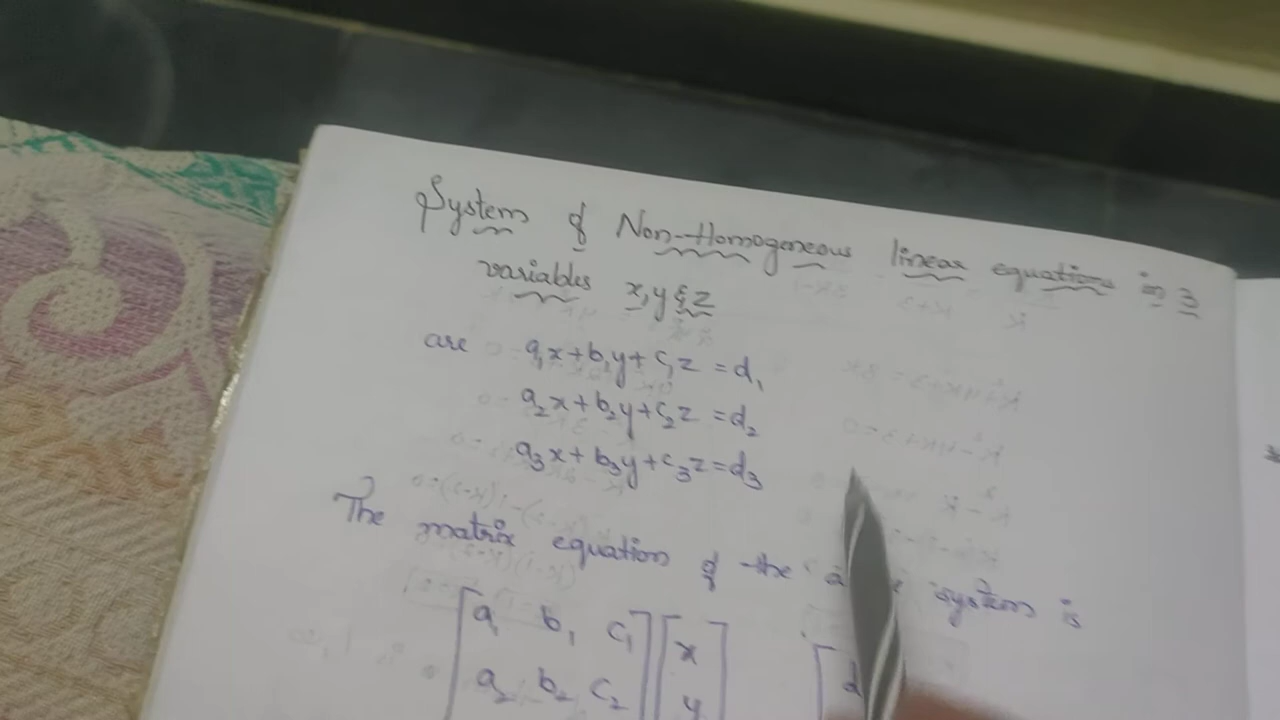 System of Non-Homogeneous linear equations in 3
variables x, y & z
are a₁x+b₁y+c₁z = d₁
a₂x+b₂y+c₂z = d₂
a₃x+b₃y+c₃z = d₃
The matrix equation of the system is
a₁ b₁ c₁ x d
a₂ b₂ c₂ y